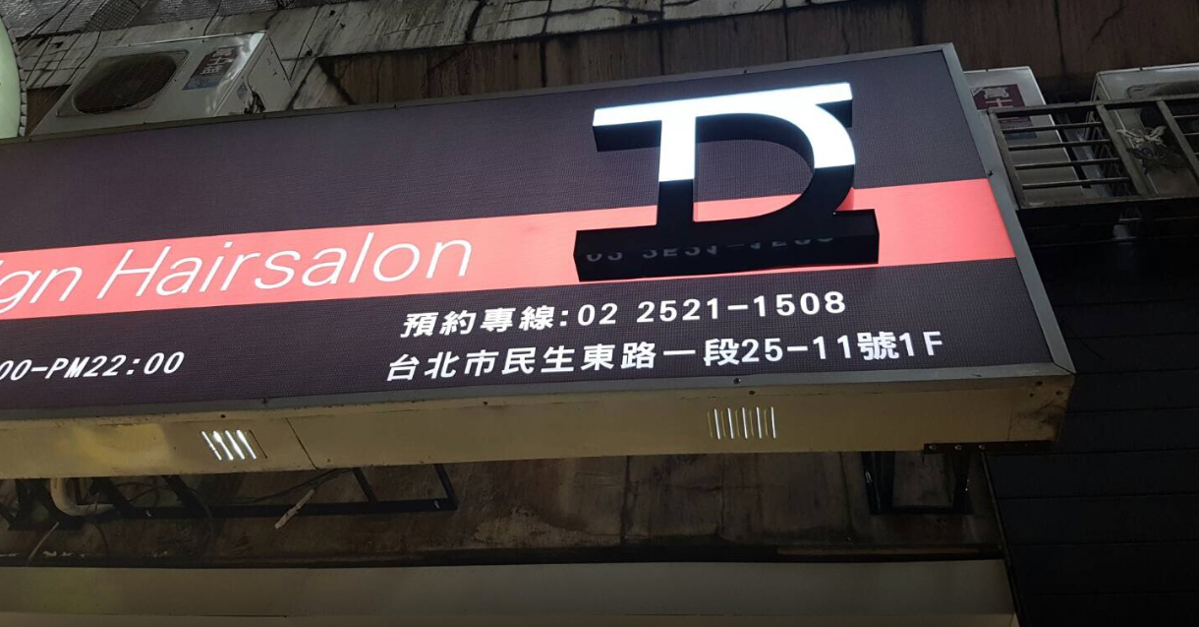 TD
ign Hairsalon
預約專線:02 2521-1508
00-PM22:00
台北市民生東路一段25-11號1F